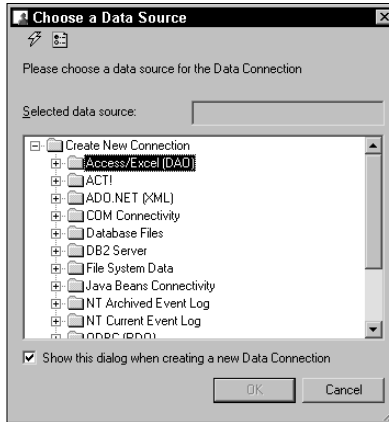 Choose a Data Source
Please choose a data source for the Data Connection
Selected data source:
Create New Connection
Access/Excel (DAO)
ACT!
ADO.NET (XML)
COM Connectivity
Database Files
DB2 Server
File System Data
Java Beans Connectivity
NT Archived Event Log
NT Current Event Log
ODBC (RDO)
Show this dialog when creating a new Data Connection
OK
Cancel